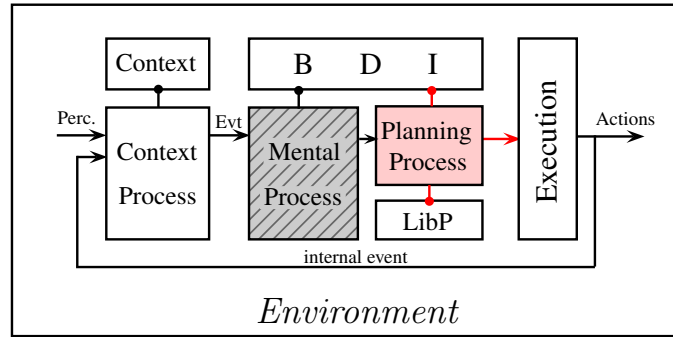 Context
B D I
Perc.
Evt
Context
Process
Mental
Process
Planning
Process
LibP
Execution
Actions
internal event
Environment